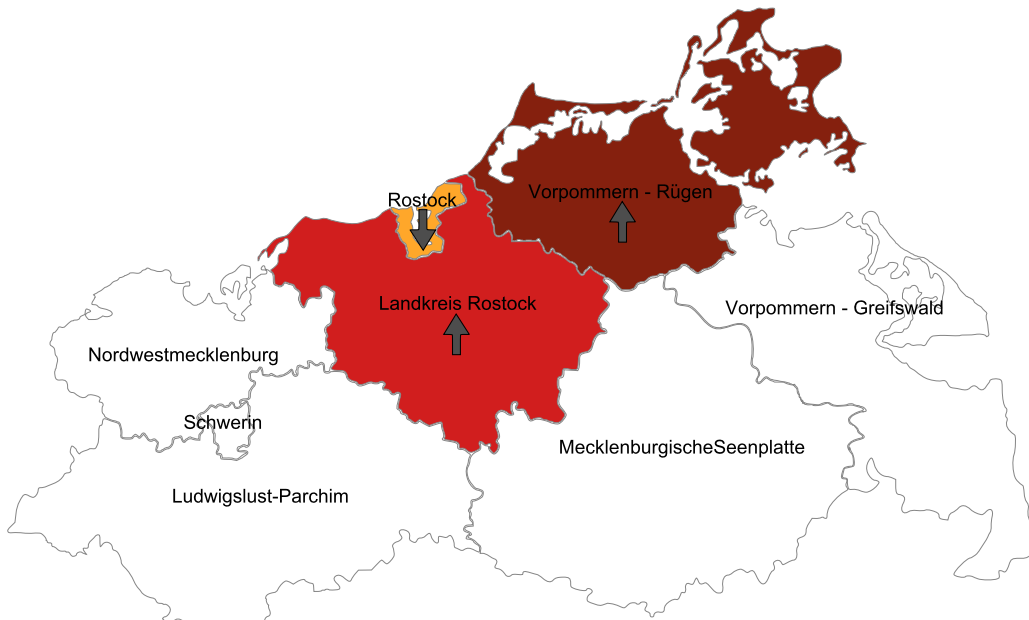 Vorpommern - Rügen
Rostock
Landkreis Rostock
Vorpommern - Greifswald
Nordwestmecklenburg
Schwerin
MecklenburgischeSeenplatte
Ludwigslust-Parchim